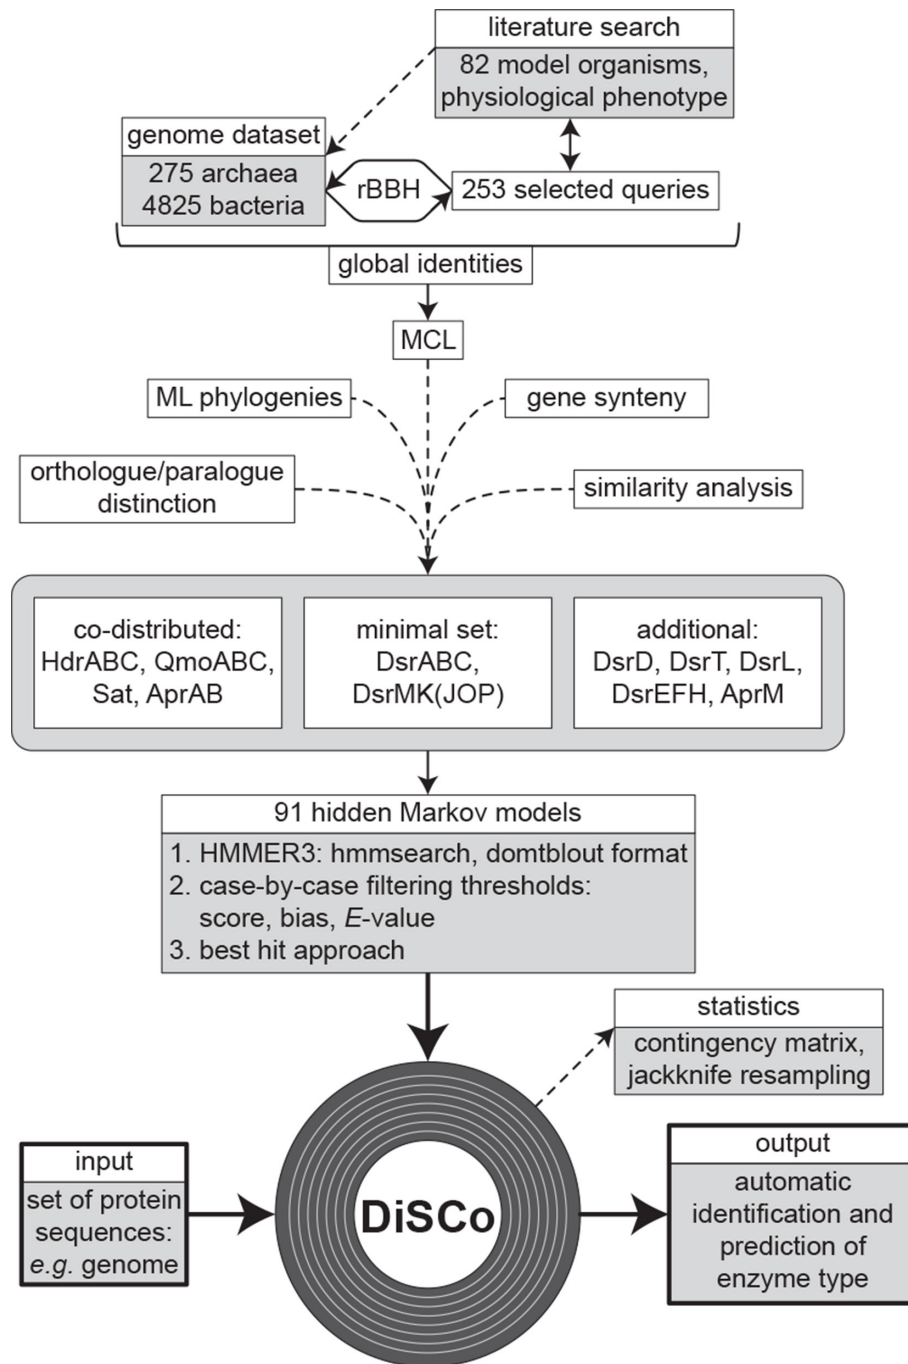 literature search
82 model organisms,
physiological phenotype
genome dataset
275 archaea
4825 bacteria
rBBH
253 selected queries
global identities
MCL
ML phylogenies
gene synteny
orthologue/paralogue
distinction
similarity analysis
co-distributed:
HdrABC, QmoABC,
Sat, AprAB
minimal set:
DsrABC,
DsrMK(JOP)
additional:
DsrD, DsrT, DsrL,
DsrEFH, AprM
91 hidden Markov models
1. HMMER3: hmmsearch, domtblout format
2. case-by-case filtering thresholds:
score, bias, E-value
3. best hit approach
statistics
contingency matrix,
jackknife resampling
input
set of protein
sequences:
e.g. genome
DiSCo
output
automatic
identification and
prediction of
enzyme type